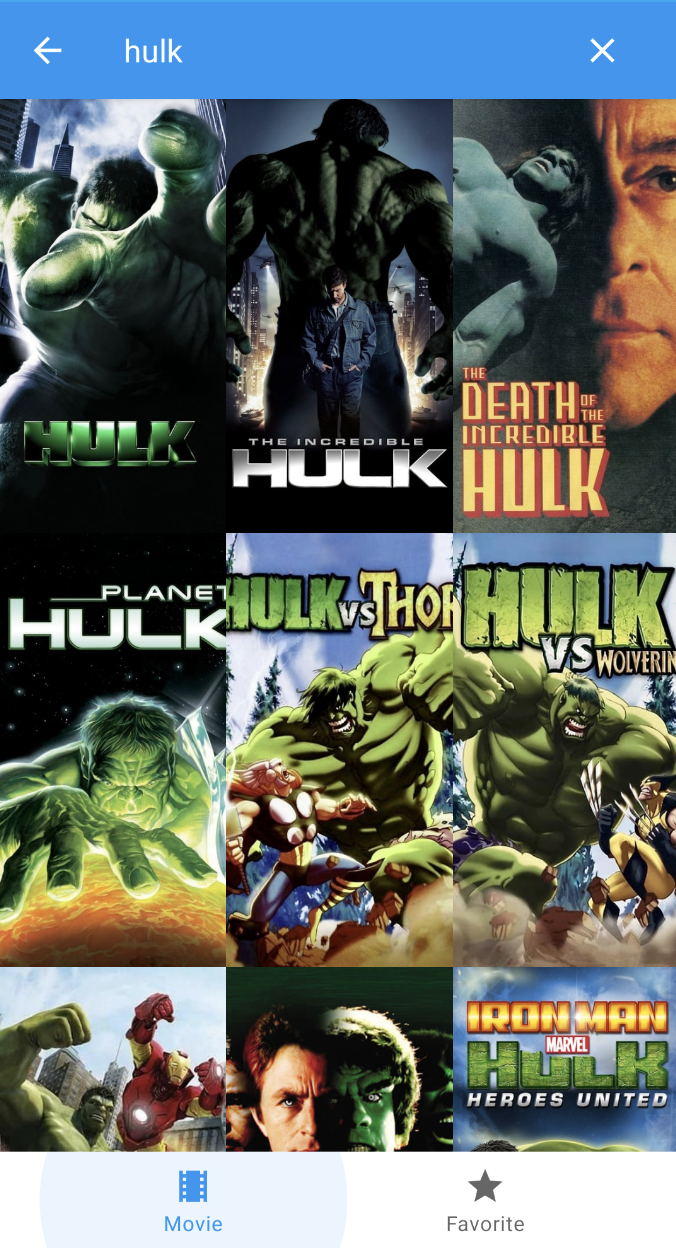 hulk
HULK
THE INCREDIBLE
HULK
THE
DEATH OF THE
INCREDIBLE
HULK
PLANET
HULK
HULK VS THOR
HULK
VS WOLVERIN
IRON MAN
MARVEL
HULK
HEROES UNITED
Movie
Favorite